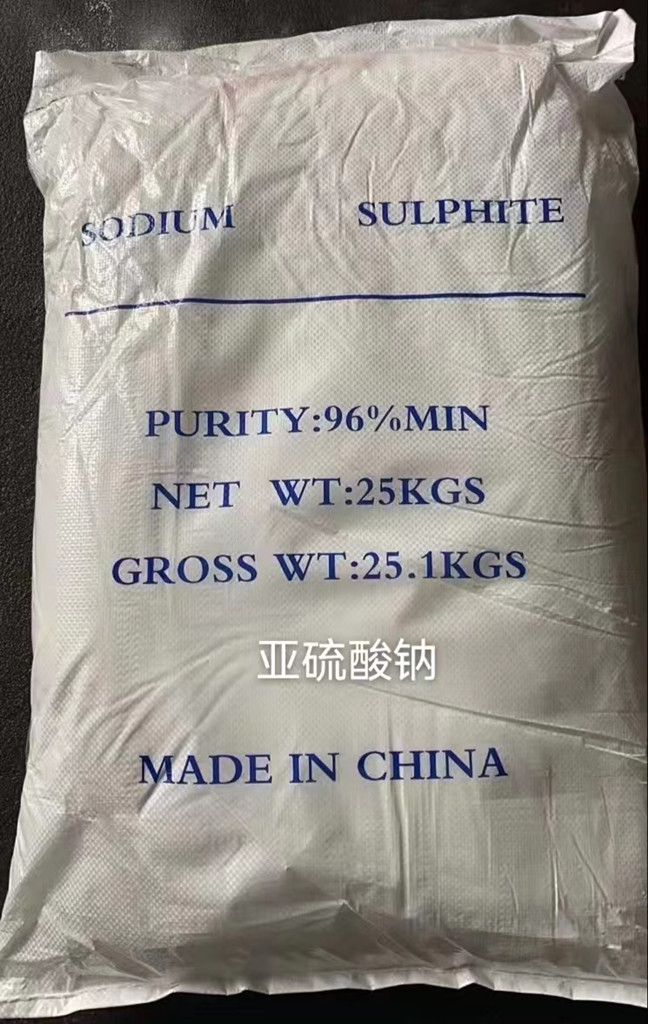 SODIUM SULPHITE
PURITY:96%MIN
NET WT:25KGS
GROSS WT:25.1KGS
亚硫酸钠
MADE IN CHINA